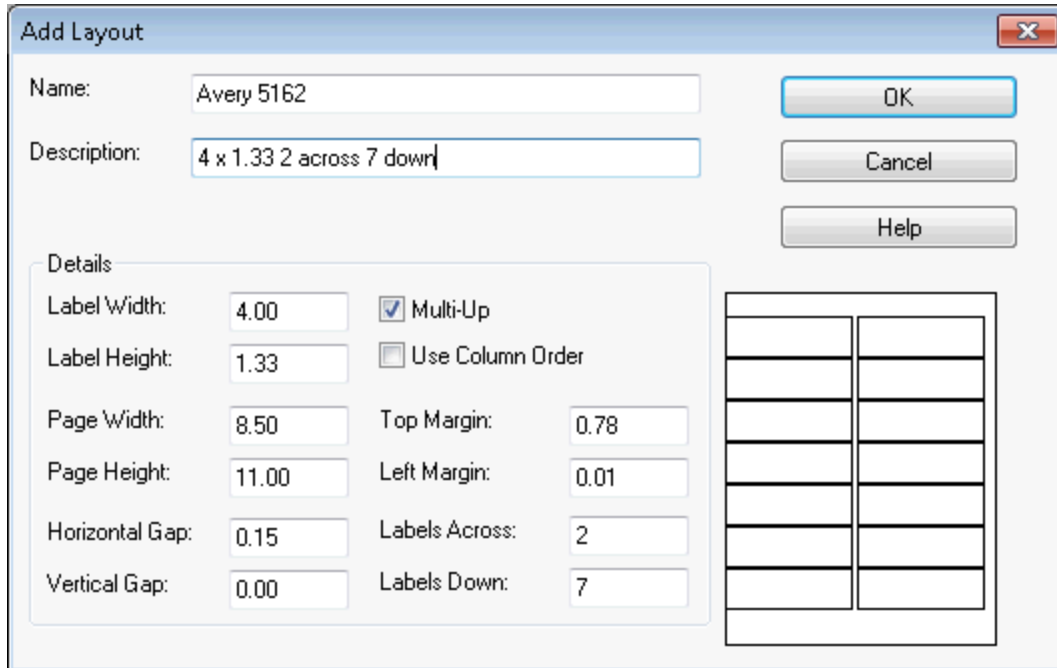 Add Layout
Name: Avery 5162
OK
Description: 4 x 1.33 2 across 7 down
Cancel
Help
Details
Label Width: 4.00 Multi-Up
Label Height: 1.33 Use Column Order
Page Width: 8.50 Top Margin: 0.78
Page Height: 11.00 Left Margin: 0.01
Horizontal Gap: 0.15 Labels Across: 2
Vertical Gap: 0.00 Labels Down: 7